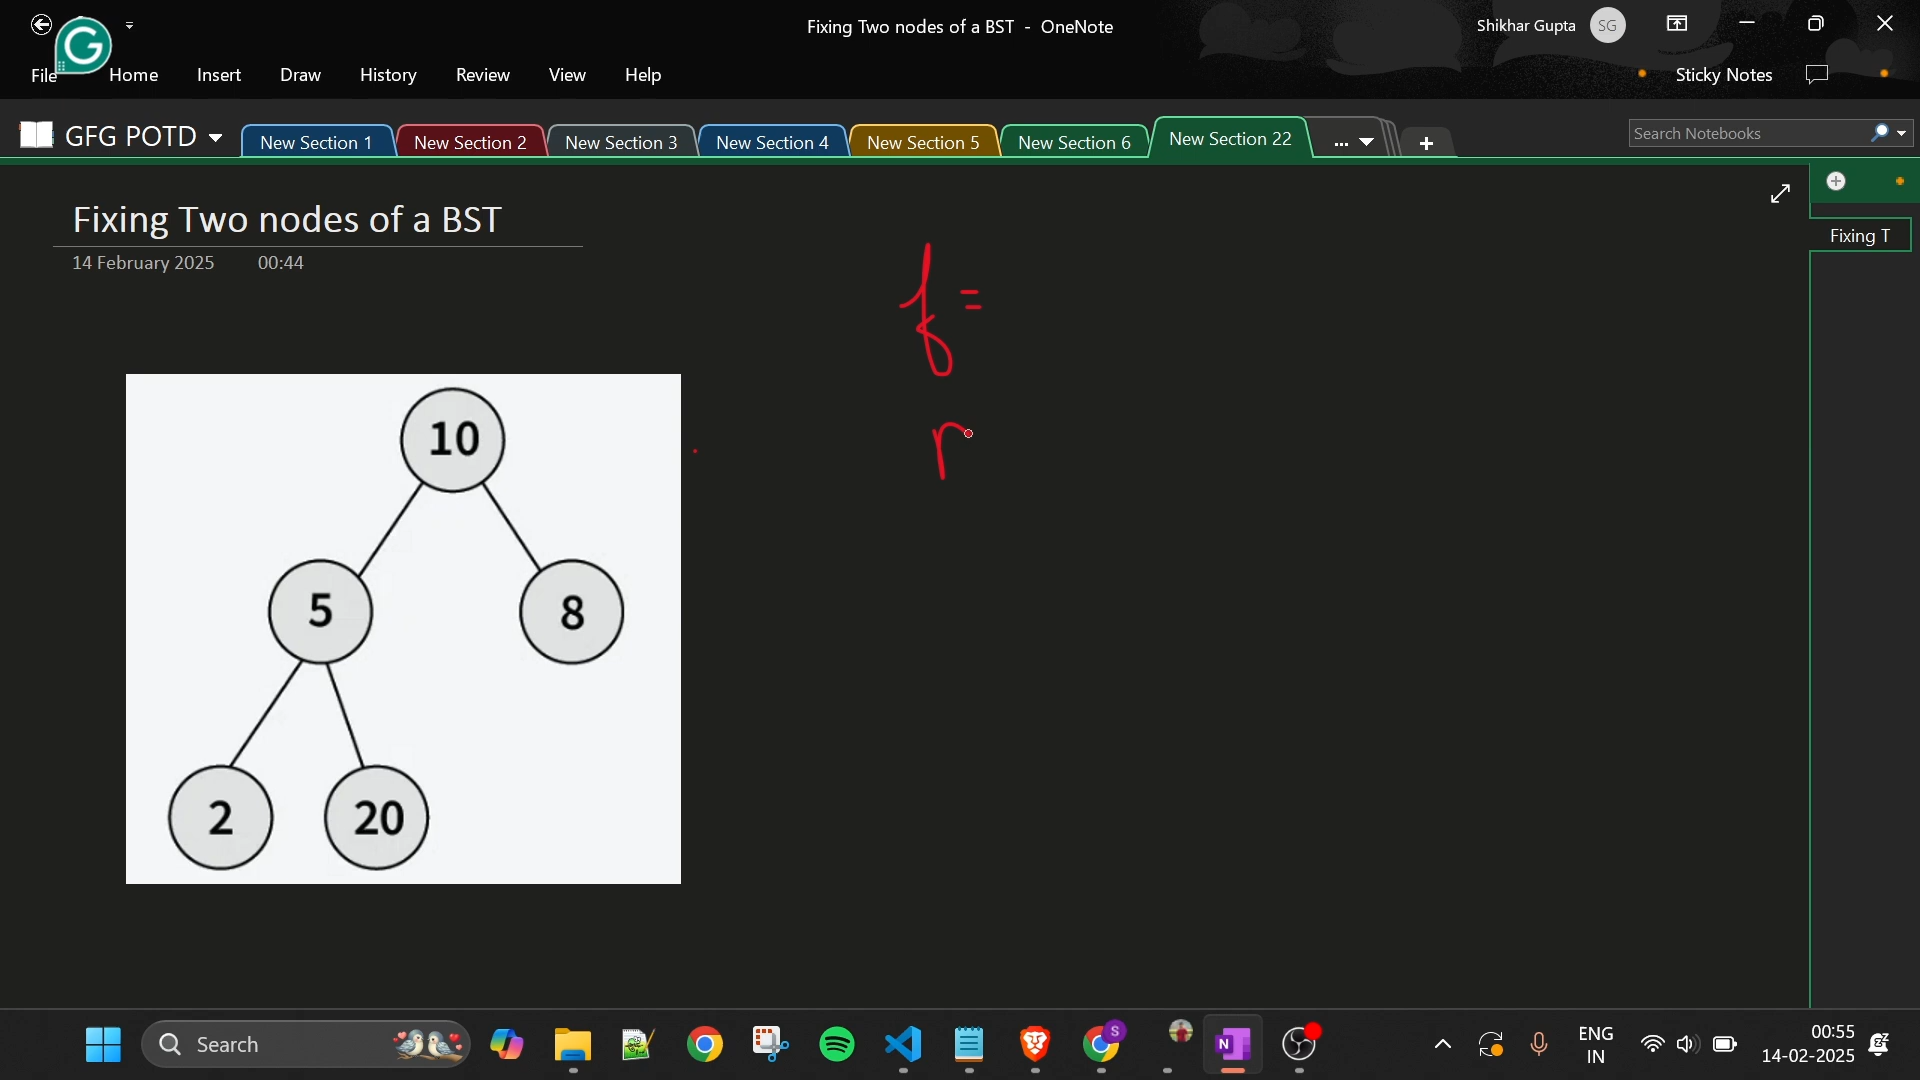 Fixing Two nodes of a BST - OneNote
Shikhar Gupta SG
File Home Insert Draw History Review View Help
Sticky Notes
GFG POTD
New Section 1 New Section 2 New Section 3 New Section 4 New Section 5 New Section 6 New Section 22 ... +
Search Notebooks
Fixing Two nodes of a BST
14 February 2025 00:44
Fixing T
f =
r
10
5 8
2 20
Search
S
N
ENG
IN
00:55
14-02-2025